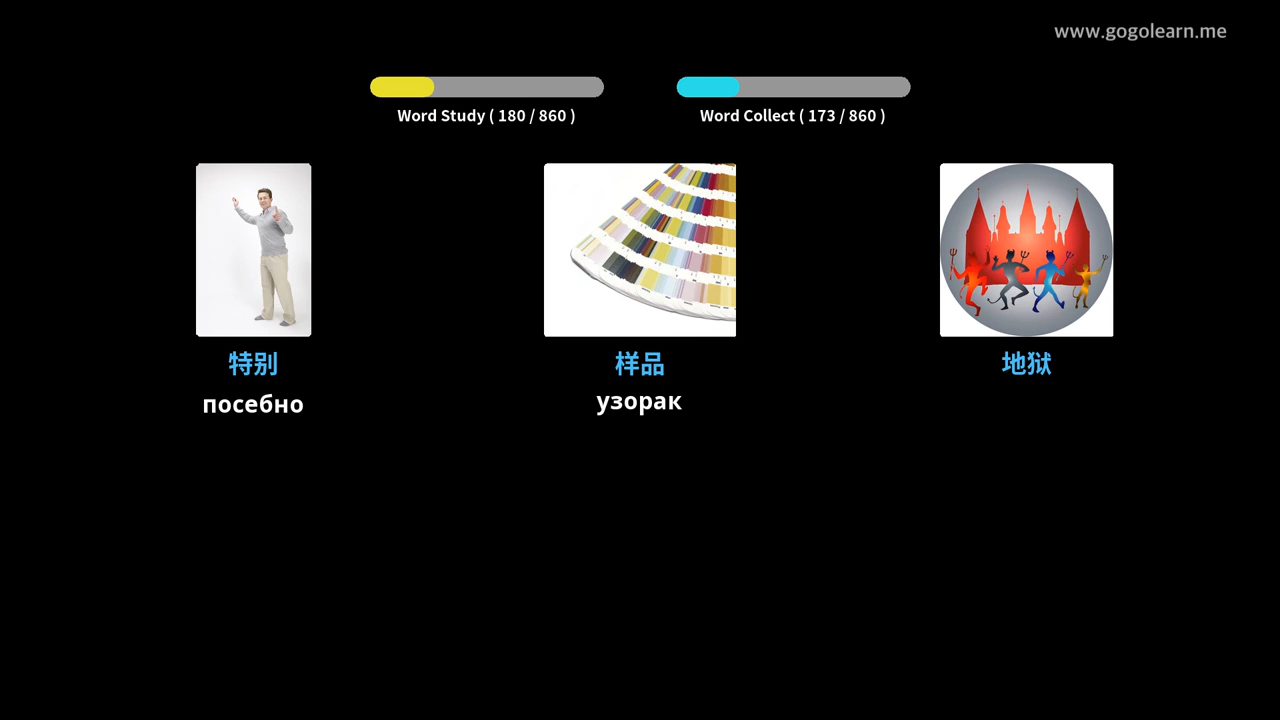 www.gogolearn.me
Word Study ( 180 / 860 )
Word Collect ( 173 / 860 )
特别
样品
地狱
посебно
узорак